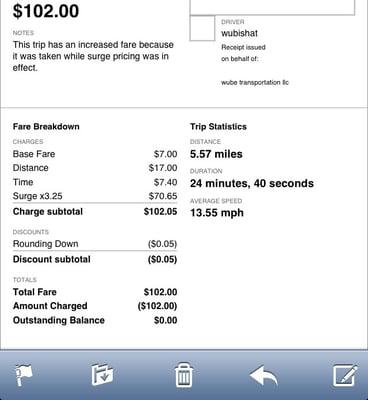 $102.00
NOTES
This trip has an increased fare because
it was taken while surge pricing was in
effect.
DRIVER
wubishat
Receipt issued
on behalf of:
wube transportation llc
Fare Breakdown
CHARGES
Base Fare $7.00
Distance $17.00
Time $7.40
Surge x3.25 $70.65
Charge subtotal $102.05
DISCOUNTS
Rounding Down ($0.05)
Discount subtotal ($0.05)
TOTALS
Total Fare $102.00
Amount Charged ($102.00)
Outstanding Balance $0.00
Trip Statistics
DISTANCE
5.57 miles
DURATION
24 minutes, 40 seconds
AVERAGE SPEED
13.55 mph